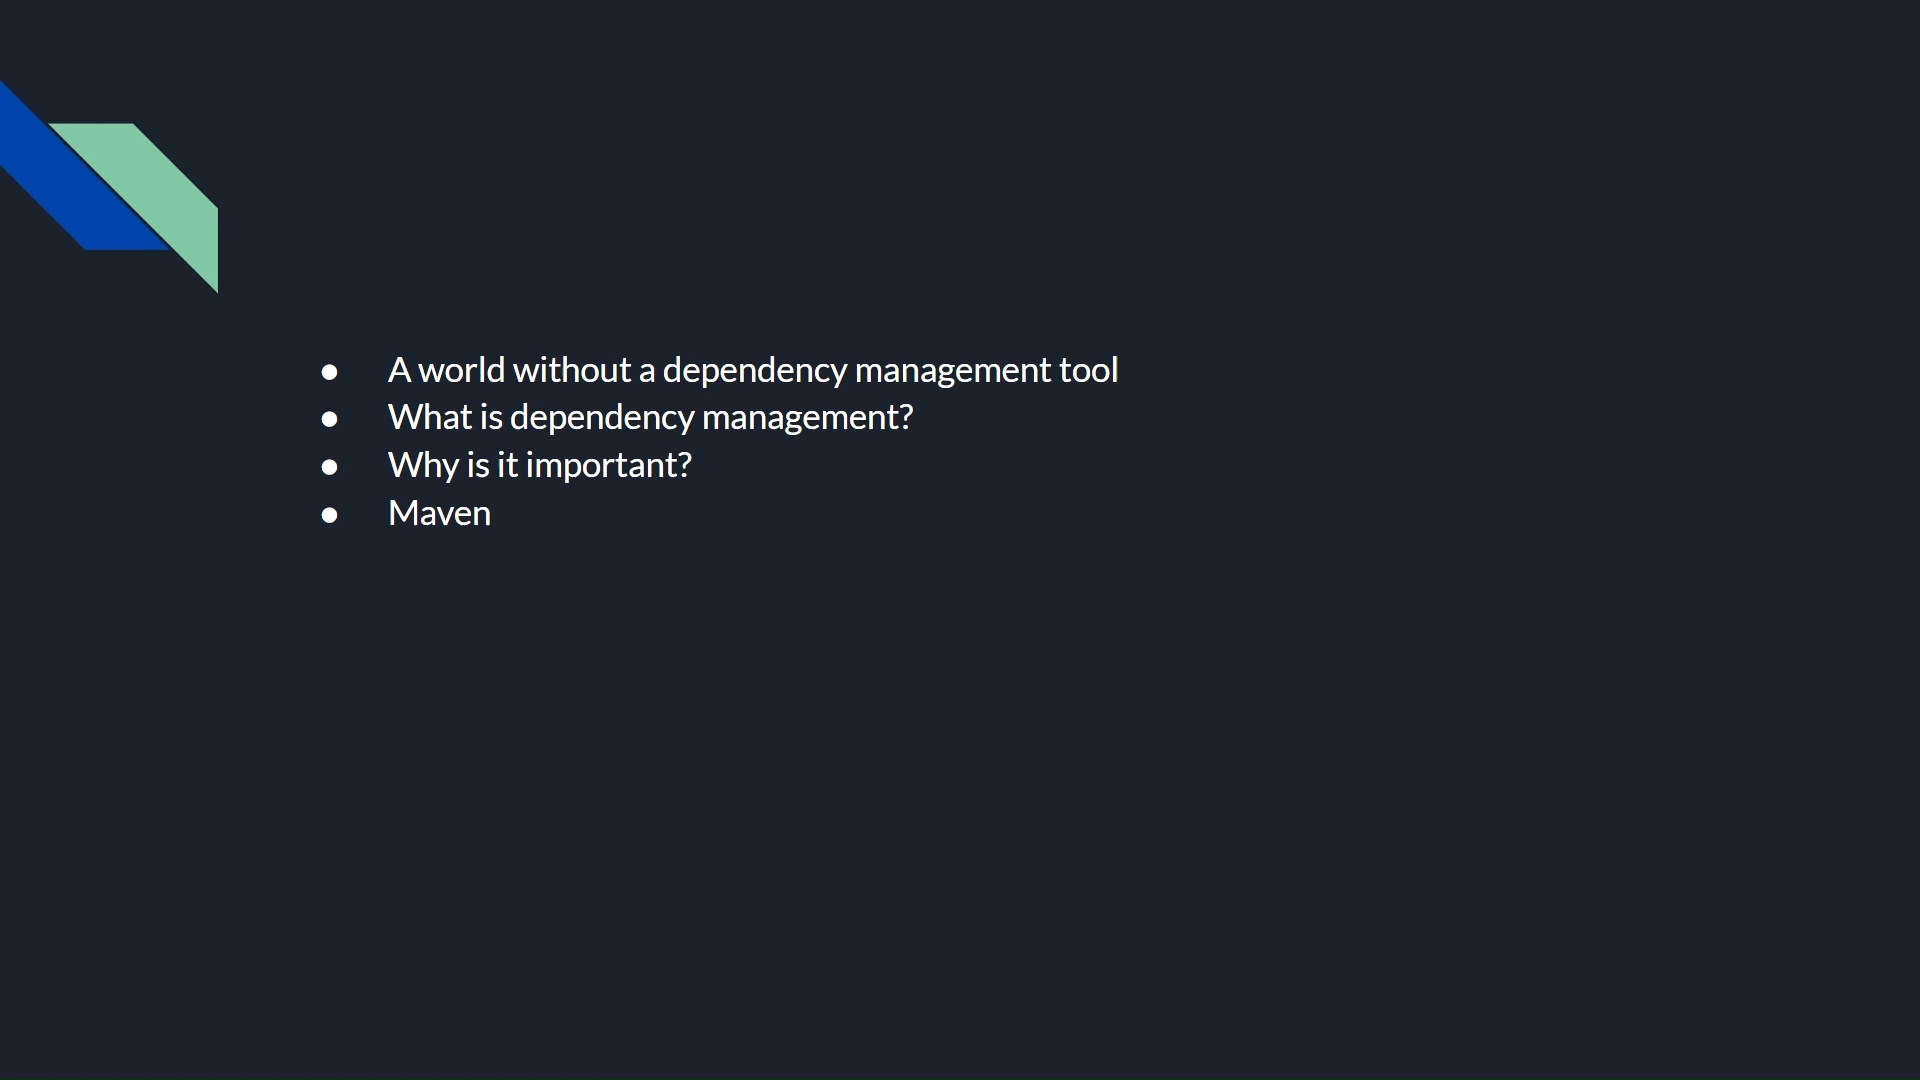 ● A world without a dependency management tool
● What is dependency management?
● Why is it important?
● Maven